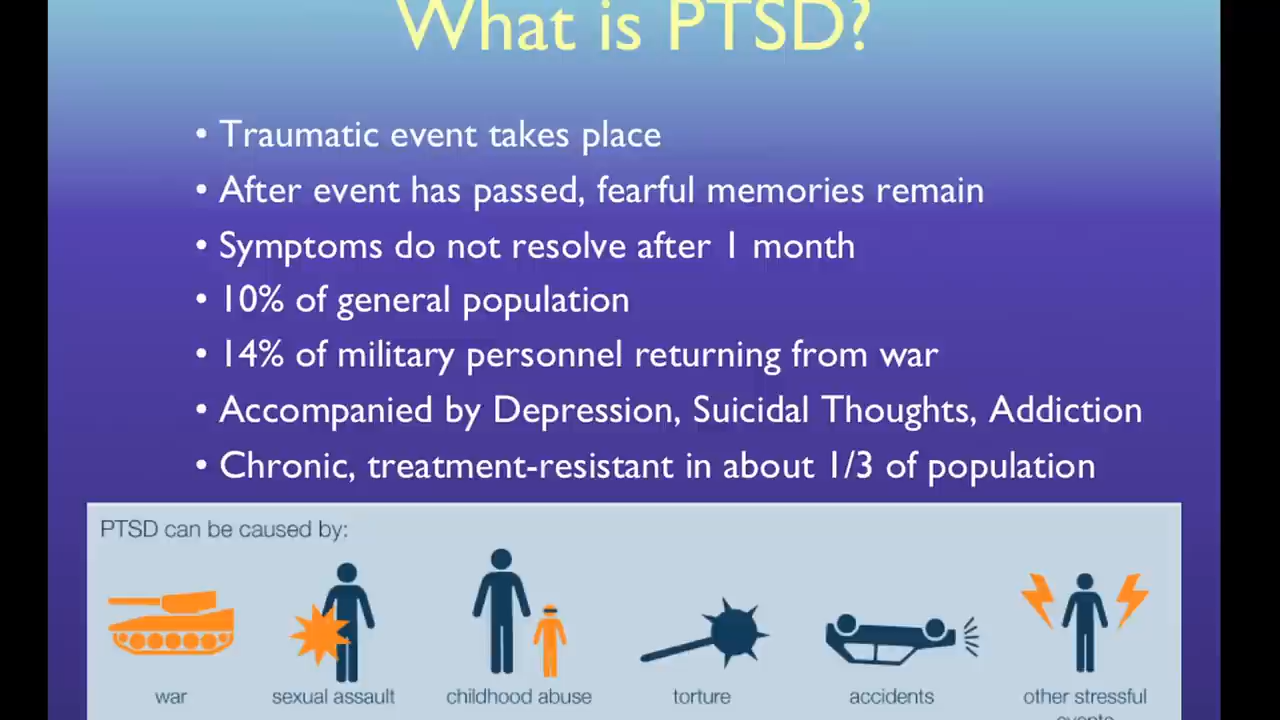 What is PTSD?
• Traumatic event takes place
• After event has passed, fearful memories remain
• Symptoms do not resolve after 1 month
• 10% of general population
• 14% of military personnel returning from war
• Accompanied by Depression, Suicidal Thoughts, Addiction
• Chronic, treatment-resistant in about 1/3 of population
PTSD can be caused by:
war
sexual assault
childhood abuse
torture
accidents
other stressful
events